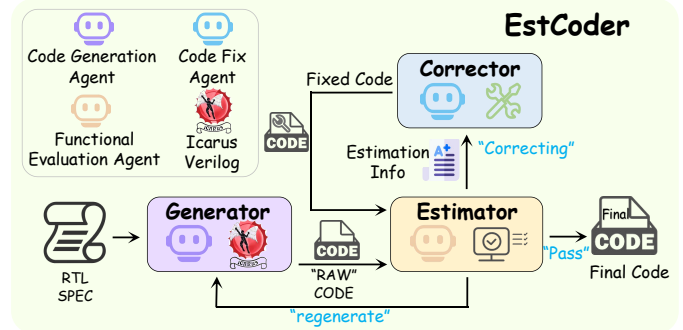 EstCoder
Code Generation
Agent
Code Fix
Agent
Functional
Evaluation Agent
Icarus
Verilog
Fixed Code
CODE
Corrector
Estimation
Info
A+
“Correcting”
RTL
SPEC
Generator
CODE
“RAW”
CODE
Estimator
“Pass”
Final
CODE
Final Code
“regenerate”